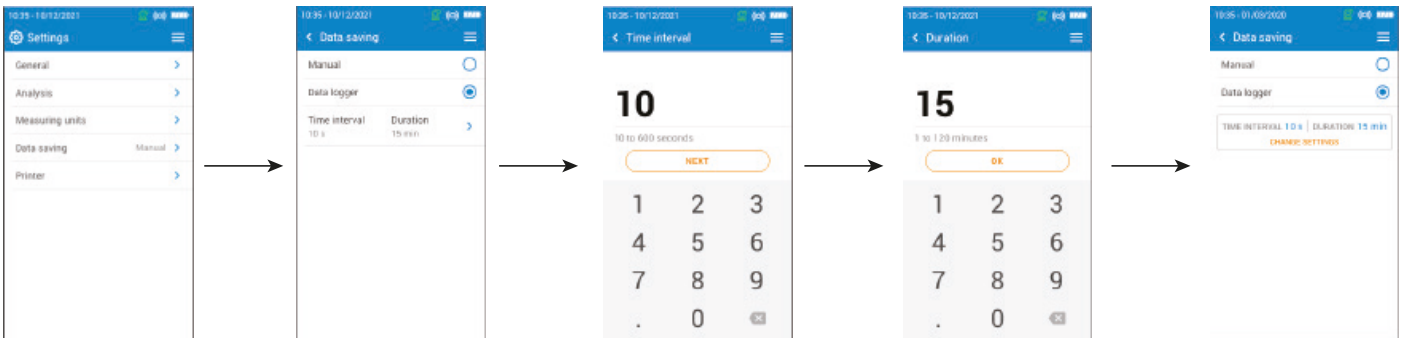 10:35 - 10/12/2021
Settings
General
Analysis
Measuring units
Data saving Manual
Printer
10:35 - 10/12/2021
Data saving
Manual
Data logger
Time interval Duration
10 s 15 min
10:35 - 10/12/2021
Time interval
10
10 to 600 seconds
NEXT
1 2 3
4 5 6
7 8 9
. 0
10:35 - 10/12/2021
Duration
15
1 to 120 minutes
OK
1 2 3
4 5 6
7 8 9
. 0
10:35 - 01/03/2020
Data saving
Manual
Data logger
TIME INTERVAL 10 s DURATION 15 min
CHANGE SETTINGS